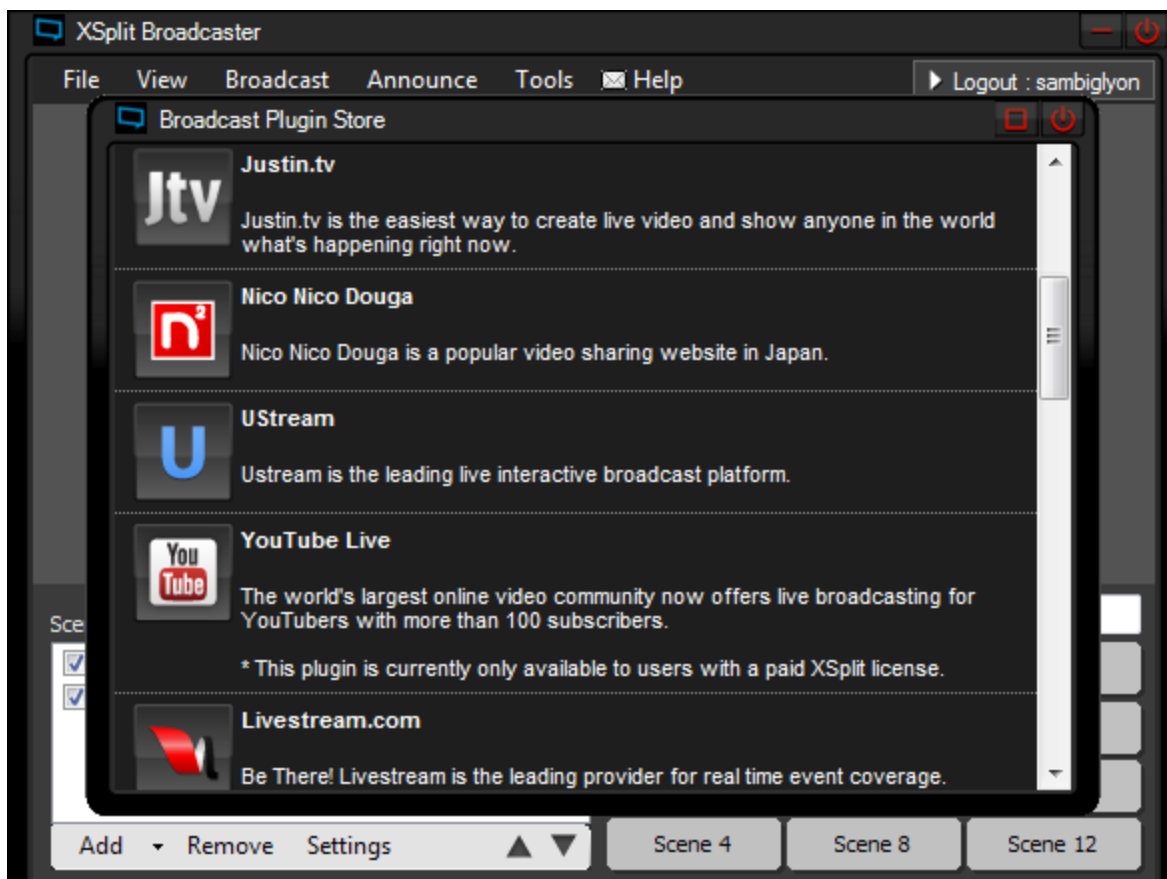 XSplit Broadcaster
File View Broadcast Announce Tools Help Logout : sambiglyon
Broadcast Plugin Store
Jtv
Justin.tv
Justin.tv is the easiest way to create live video and show anyone in the world
what's happening right now.
n²
Nico Nico Douga
Nico Nico Douga is a popular video sharing website in Japan.
U
UStream
Ustream is the leading live interactive broadcast platform.
You
Tube
YouTube Live
The world's largest online video community now offers live broadcasting for
YouTubers with more than 100 subscribers.
* This plugin is currently only available to users with a paid XSplit license.
Livestream.com
Be There! Livestream is the leading provider for real time event coverage.
Sce
Add Remove Settings
Scene 4 Scene 8 Scene 12